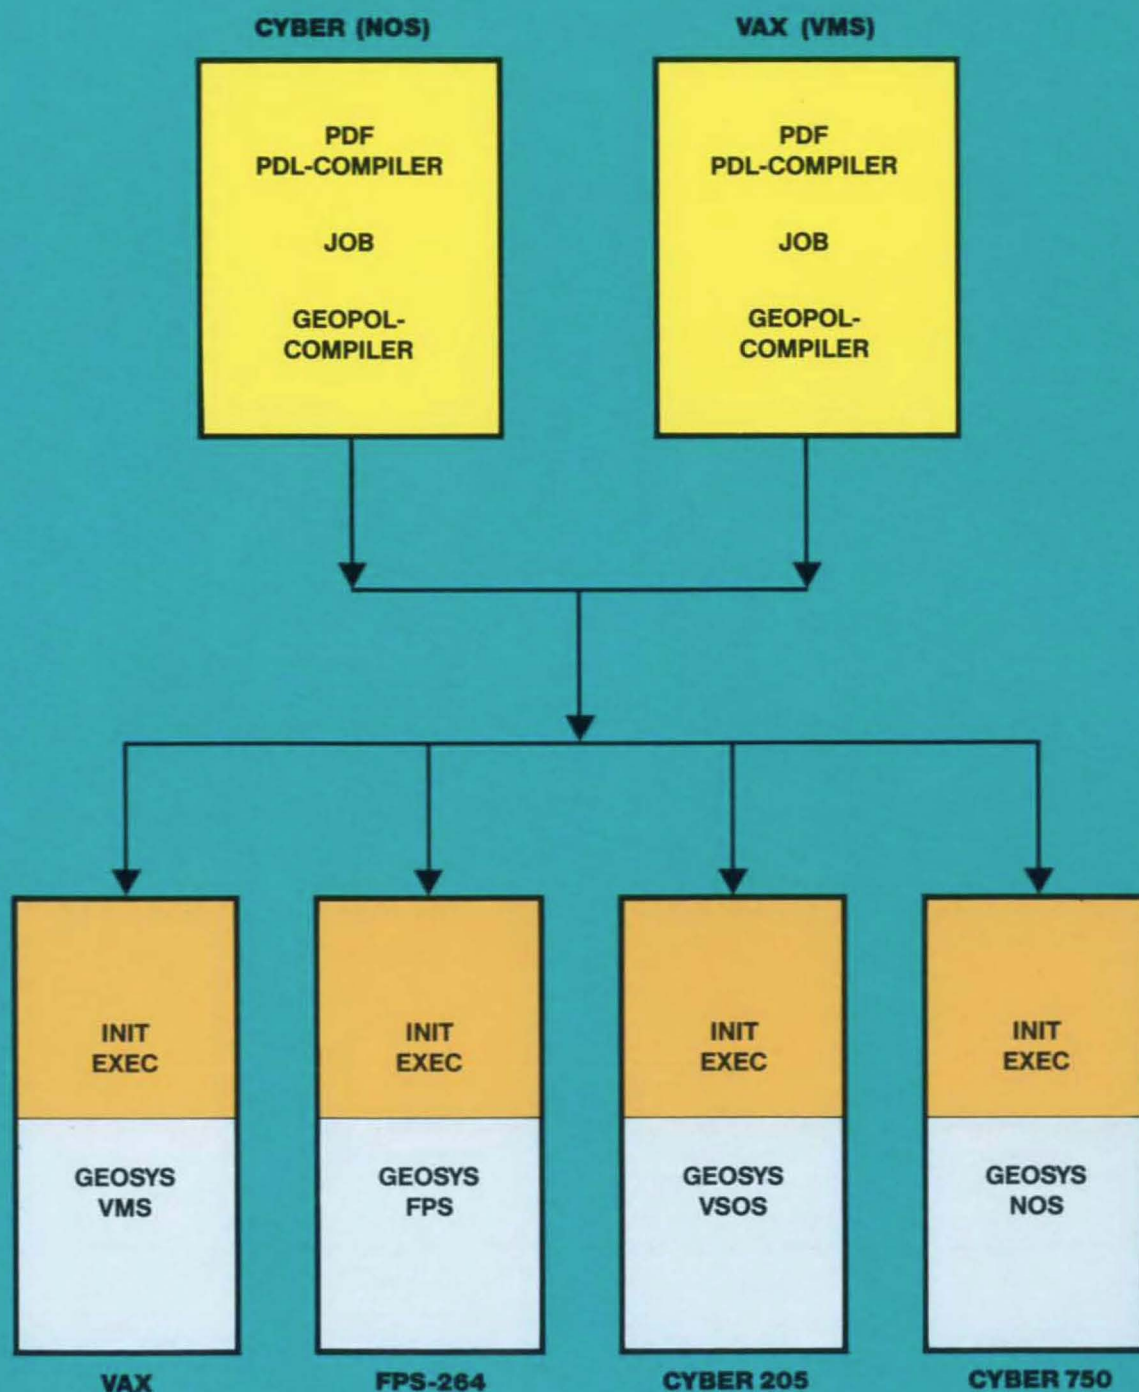 CYBER (NOS)
VAX (VMS)
PDF
PDL-COMPILER
JOB
GEOPOL-
COMPILER
PDF
PDL-COMPILER
JOB
GEOPOL-
COMPILER
INIT
EXEC
INIT
EXEC
INIT
EXEC
INIT
EXEC
GEOSYS
VMS
GEOSYS
FPS
GEOSYS
VSOS
GEOSYS
NOS
VAX
FPS-264
CYBER 205
CYBER 750